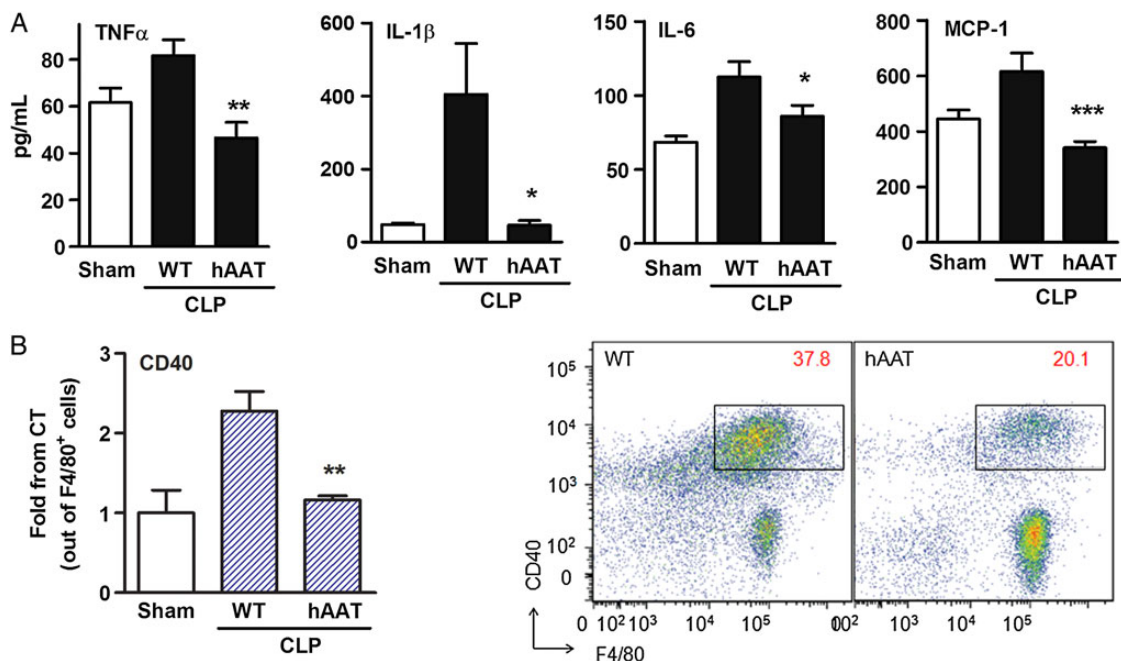 A
TNFα
pg/mL
80
60
40
20
0
Sham WT hAAT
CLP
**
IL-1β
600
400
200
0
Sham WT hAAT
CLP
*
IL-6
150
100
50
0
Sham WT hAAT
CLP
*
MCP-1
800
600
400
200
0
Sham WT hAAT
CLP
***
B
CD40
Fold from CT
(out of F4/80⁺ cells)
3
2
1
0
Sham WT hAAT
CLP
**
WT 37.8
hAAT 20.1
CD40
10⁵
10⁴
10³
10²
0
0 10² 10³ 10⁴ 10⁵
10² 10³ 10⁴ 10⁵
F4/80